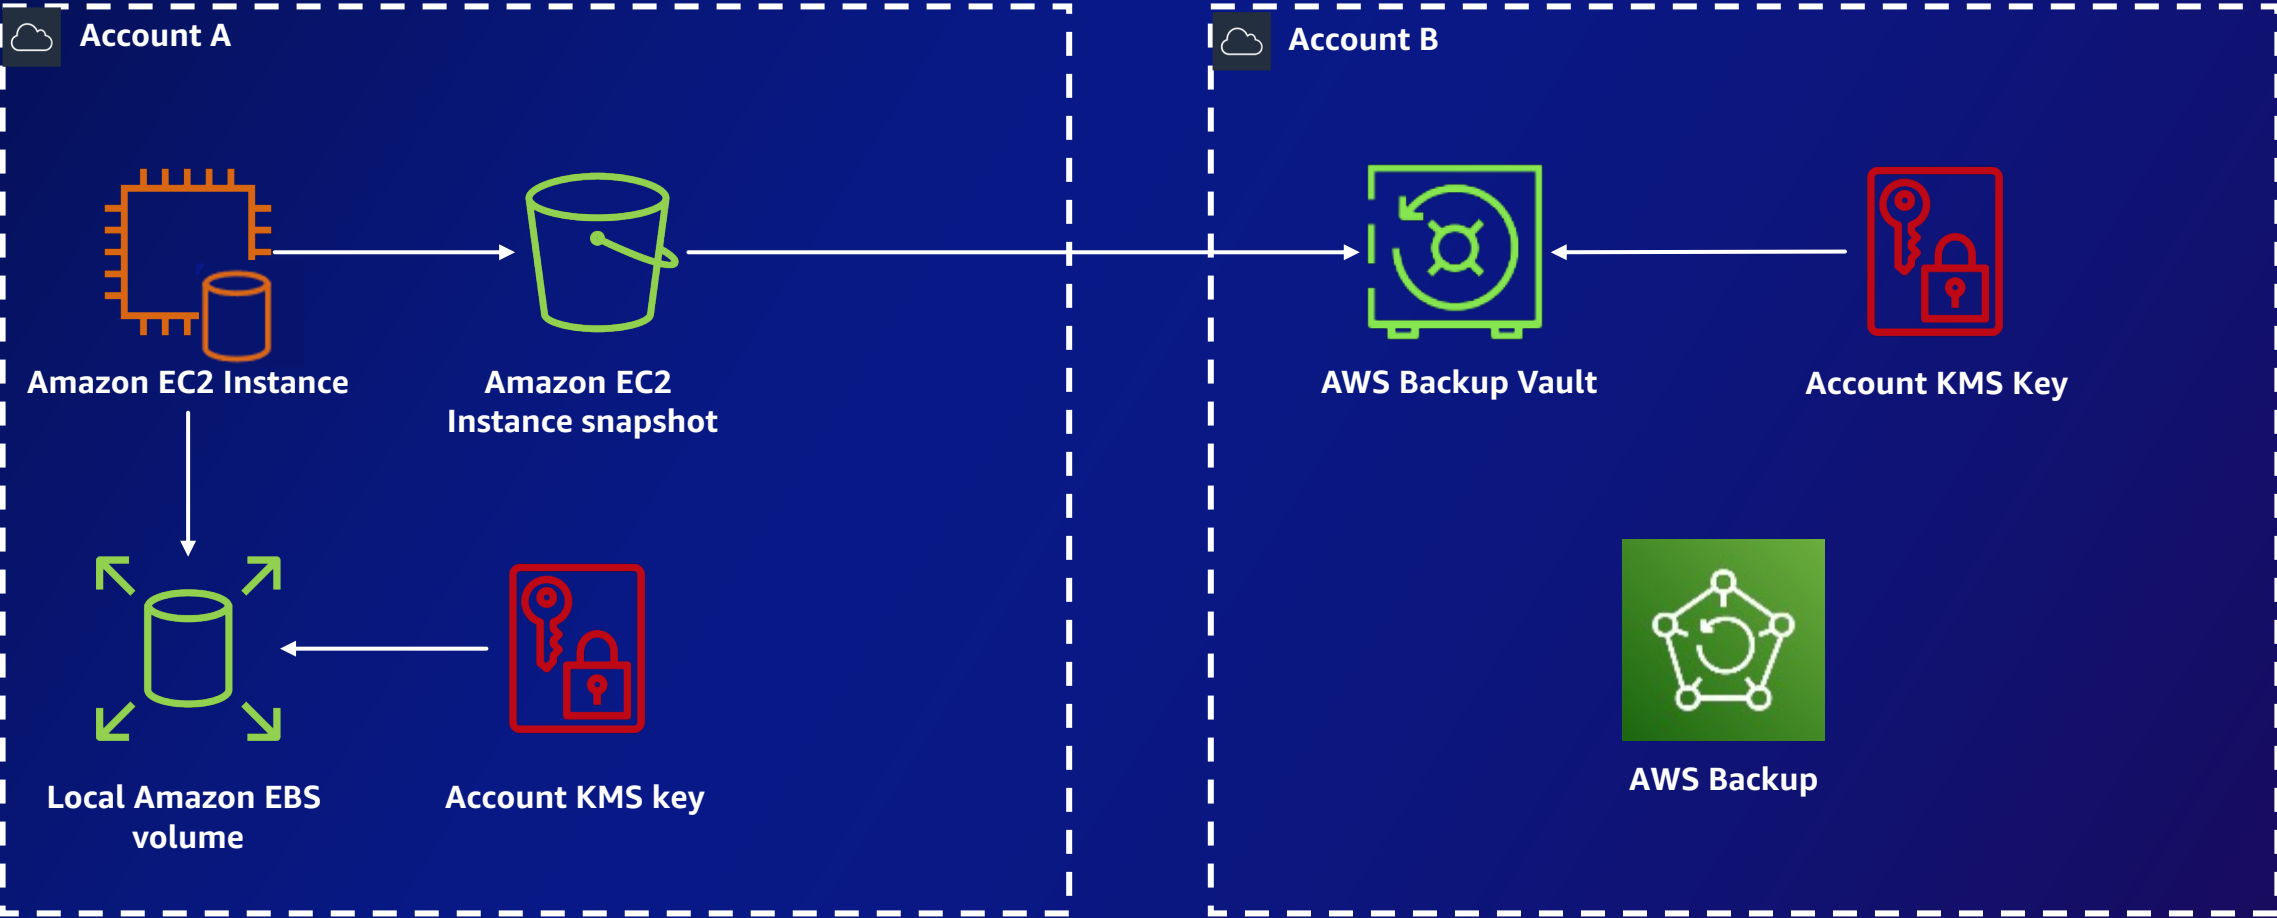 Account A
Account B
Amazon EC2 Instance
Amazon EC2
Instance snapshot
AWS Backup Vault
Account KMS Key
Local Amazon EBS
volume
Account KMS key
AWS Backup